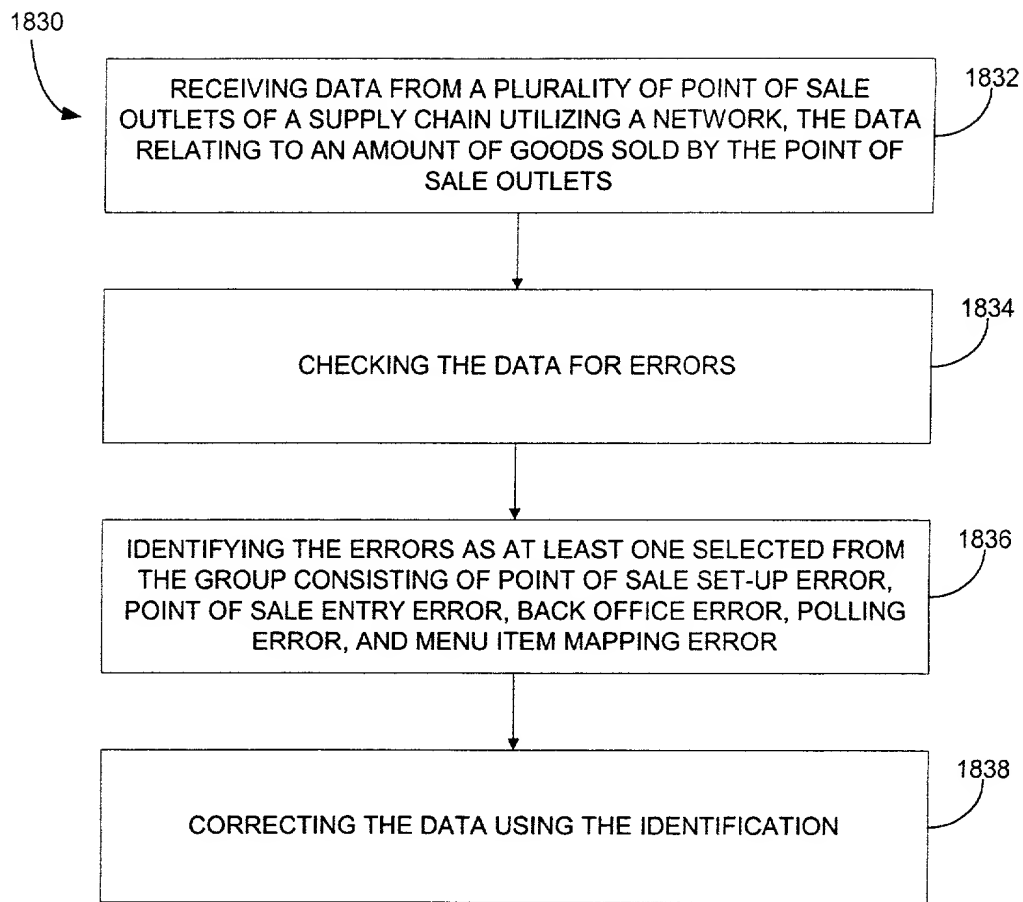 1830
1832
RECEIVING DATA FROM A PLURALITY OF POINT OF SALE
OUTLETS OF A SUPPLY CHAIN UTILIZING A NETWORK, THE DATA
RELATING TO AN AMOUNT OF GOODS SOLD BY THE POINT OF
SALE OUTLETS
1834
CHECKING THE DATA FOR ERRORS
1836
IDENTIFYING THE ERRORS AS AT LEAST ONE SELECTED FROM
THE GROUP CONSISTING OF POINT OF SALE SET-UP ERROR,
POINT OF SALE ENTRY ERROR, BACK OFFICE ERROR, POLLING
ERROR, AND MENU ITEM MAPPING ERROR
1838
CORRECTING THE DATA USING THE IDENTIFICATION